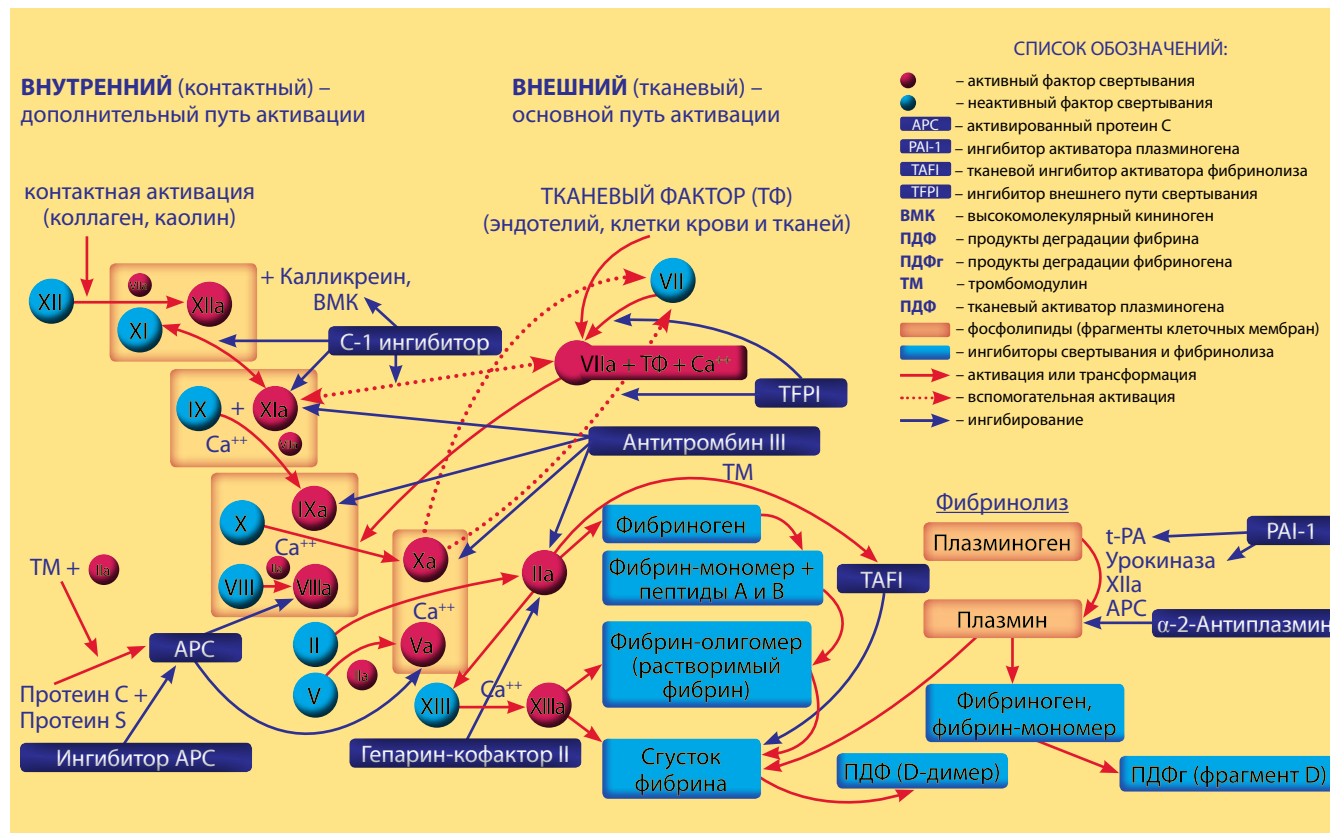 СПИСОК ОБОЗНАЧЕНИЙ:
– активный фактор свертывания
– неактивный фактор свертывания
APC – активированный протеин С
PAI-1 – ингибитор активатора плазминогена
TAFI – тканевой ингибитор активатора фибринолиза
TFPI – ингибитор внешнего пути свертывания
ВМК – высокомолекулярный кининоген
ПДФ – продукты деградации фибрина
ПДФг – продукты деградации фибриногена
ТМ – тромбомодулин
ПДФ – тканевый активатор плазминогена
– фосфолипиды (фрагменты клеточных мембран)
– ингибиторы свертывания и фибринолиза
– активация или трансформация
– вспомогательная активация
– ингибирование
ВНУТРЕННИЙ (контактный) –
дополнительный путь активации
ВНЕШНИЙ (тканевый) –
основной путь активации
контактная активация
(коллаген, каолин)
ТКАНЕВЫЙ ФАКТОР (ТФ)
(эндотелий, клетки крови и тканей)
XII
XIIa
XI
+ Калликреин,
ВМК
VII
С-1 ингибитор
VIIa + ТФ + Ca⁺⁺
TFPI
IX
+
XIa
Ca⁺⁺
Антитромбин III
ТМ
IXa
X
Ca⁺⁺
IIa
VIII
VIIIa
ТМ +
IIa
APC
Протеин С +
Протеин S
Ингибитор APC
Xa
Ca⁺⁺
Va
II
V
IIa
IIa
XIII
Ca⁺⁺
XIIIa
Гепарин-кофактор II
Фибриноген
Фибрин-мономер +
пептиды А и В
Фибрин-олигомер
(растворимый
фибрин)
Сгусток
фибрина
TAFI
ПДФ (D-димер)
Фибринолиз
Плазминоген
Плазмин
t-PA
Урокиназа
XIIa
APC
PAI-1
α-2-Антиплазмин
Фибриноген,
фибрин-мономер
ПДФг (фрагмент D)